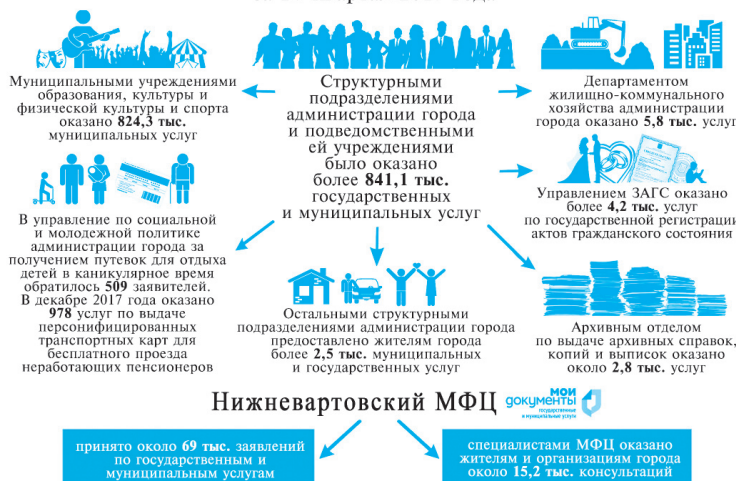 Муниципальными учреждениями
образования, культуры и
физической культуры и спорта
оказано 824,3 тыс.
муниципальных услуг
Структурными
подразделениями
администрации города
и подведомственными
ей учреждениями
было оказано
более 841,1 тыс.
государственных
и муниципальных услуг
Департаментом
жилищно-коммунального
хозяйства администрации
города оказано 5,8 тыс. услуг
Управлением ЗАГС оказано
более 4,2 тыс. услуг
по государственной регистрации
актов гражданского состояния
В управление по социальной
и молодежной политике
администрации города за
получением путевок для отдыха
детей в каникулярное время
обратилось 509 заявителей.
В декабре 2017 года оказано
978 услуг по выдаче
персонифицированных
транспортных карт для
бесплатного проезда
неработающих пенсионеров
Остальными структурными
подразделениями администрации города
предоставлено жителям города
более 2,5 тыс. муниципальных
и государственных услуг
Архивным отделом
по выдаче архивных справок,
копий и выписок оказано
около 2,8 тыс. услуг
Нижневартовский МФЦ
мои
документы
государственные
и муниципальные услуги
принято около 69 тыс. заявлений
по государственным и
муниципальным услугам
специалистами МФЦ оказано
жителям и организациям города
около 15,2 тыс. консультаций